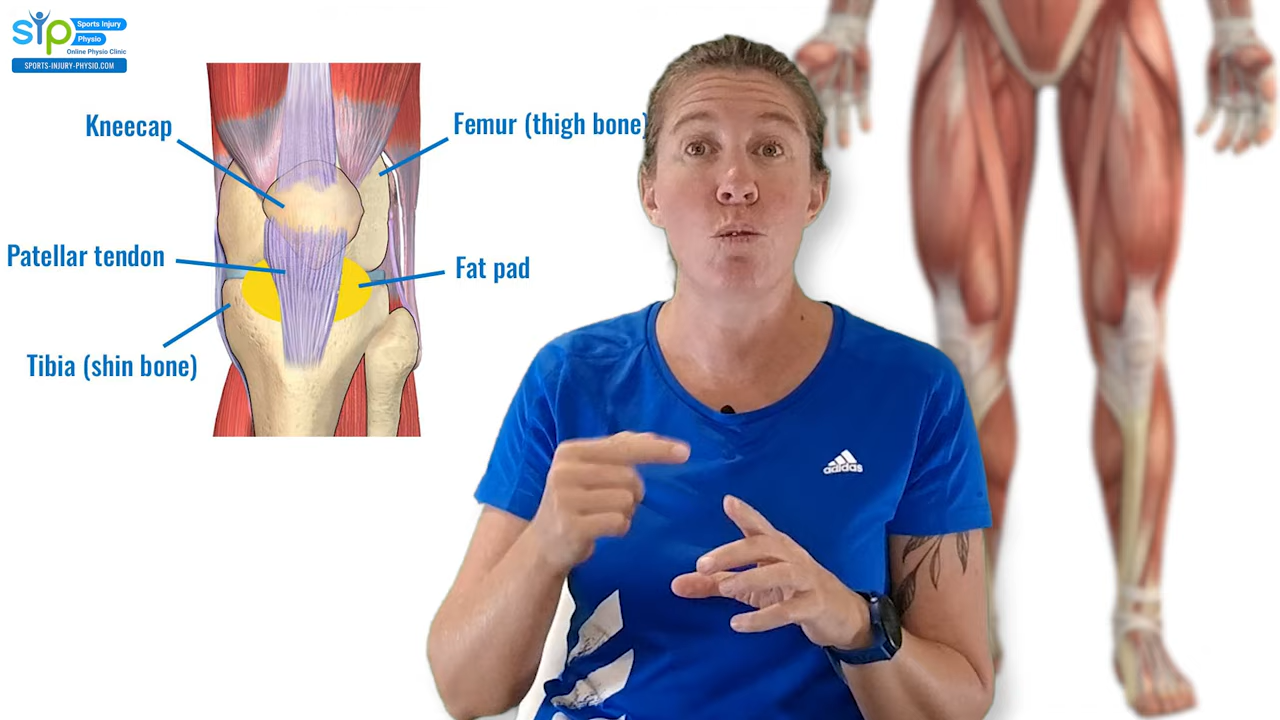 sip
Sports Injury
Physio
Online Physio Clinic
SPORTS-INJURY-PHYSIO.COM
Kneecap
Femur (thigh bone)
Patellar tendon
Fat pad
Tibia (shin bone)
adidas